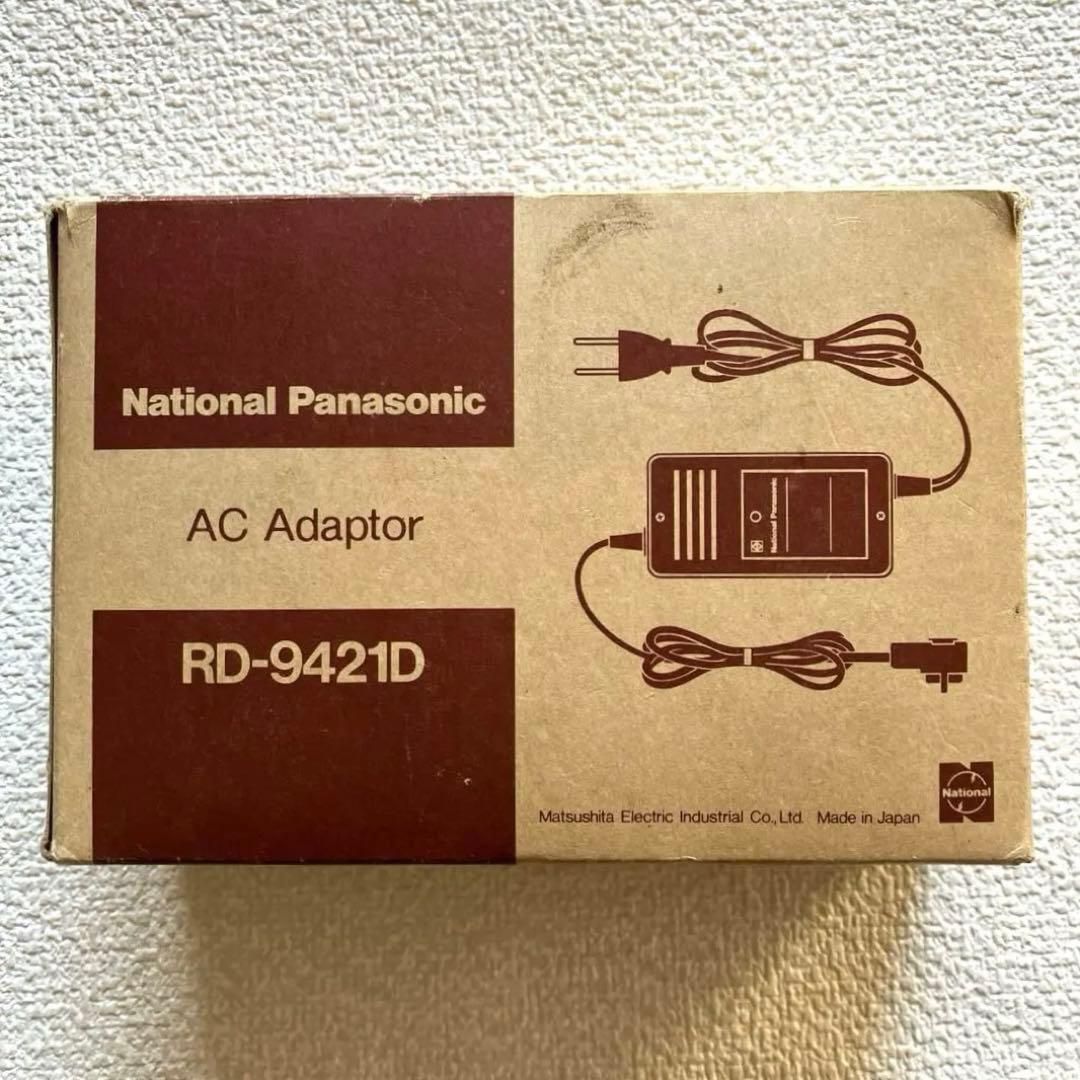 National Panasonic
AC Adaptor
RD-9421D
National Panasonic
Matsushita Electric Industrial Co., Ltd. Made in Japan
National